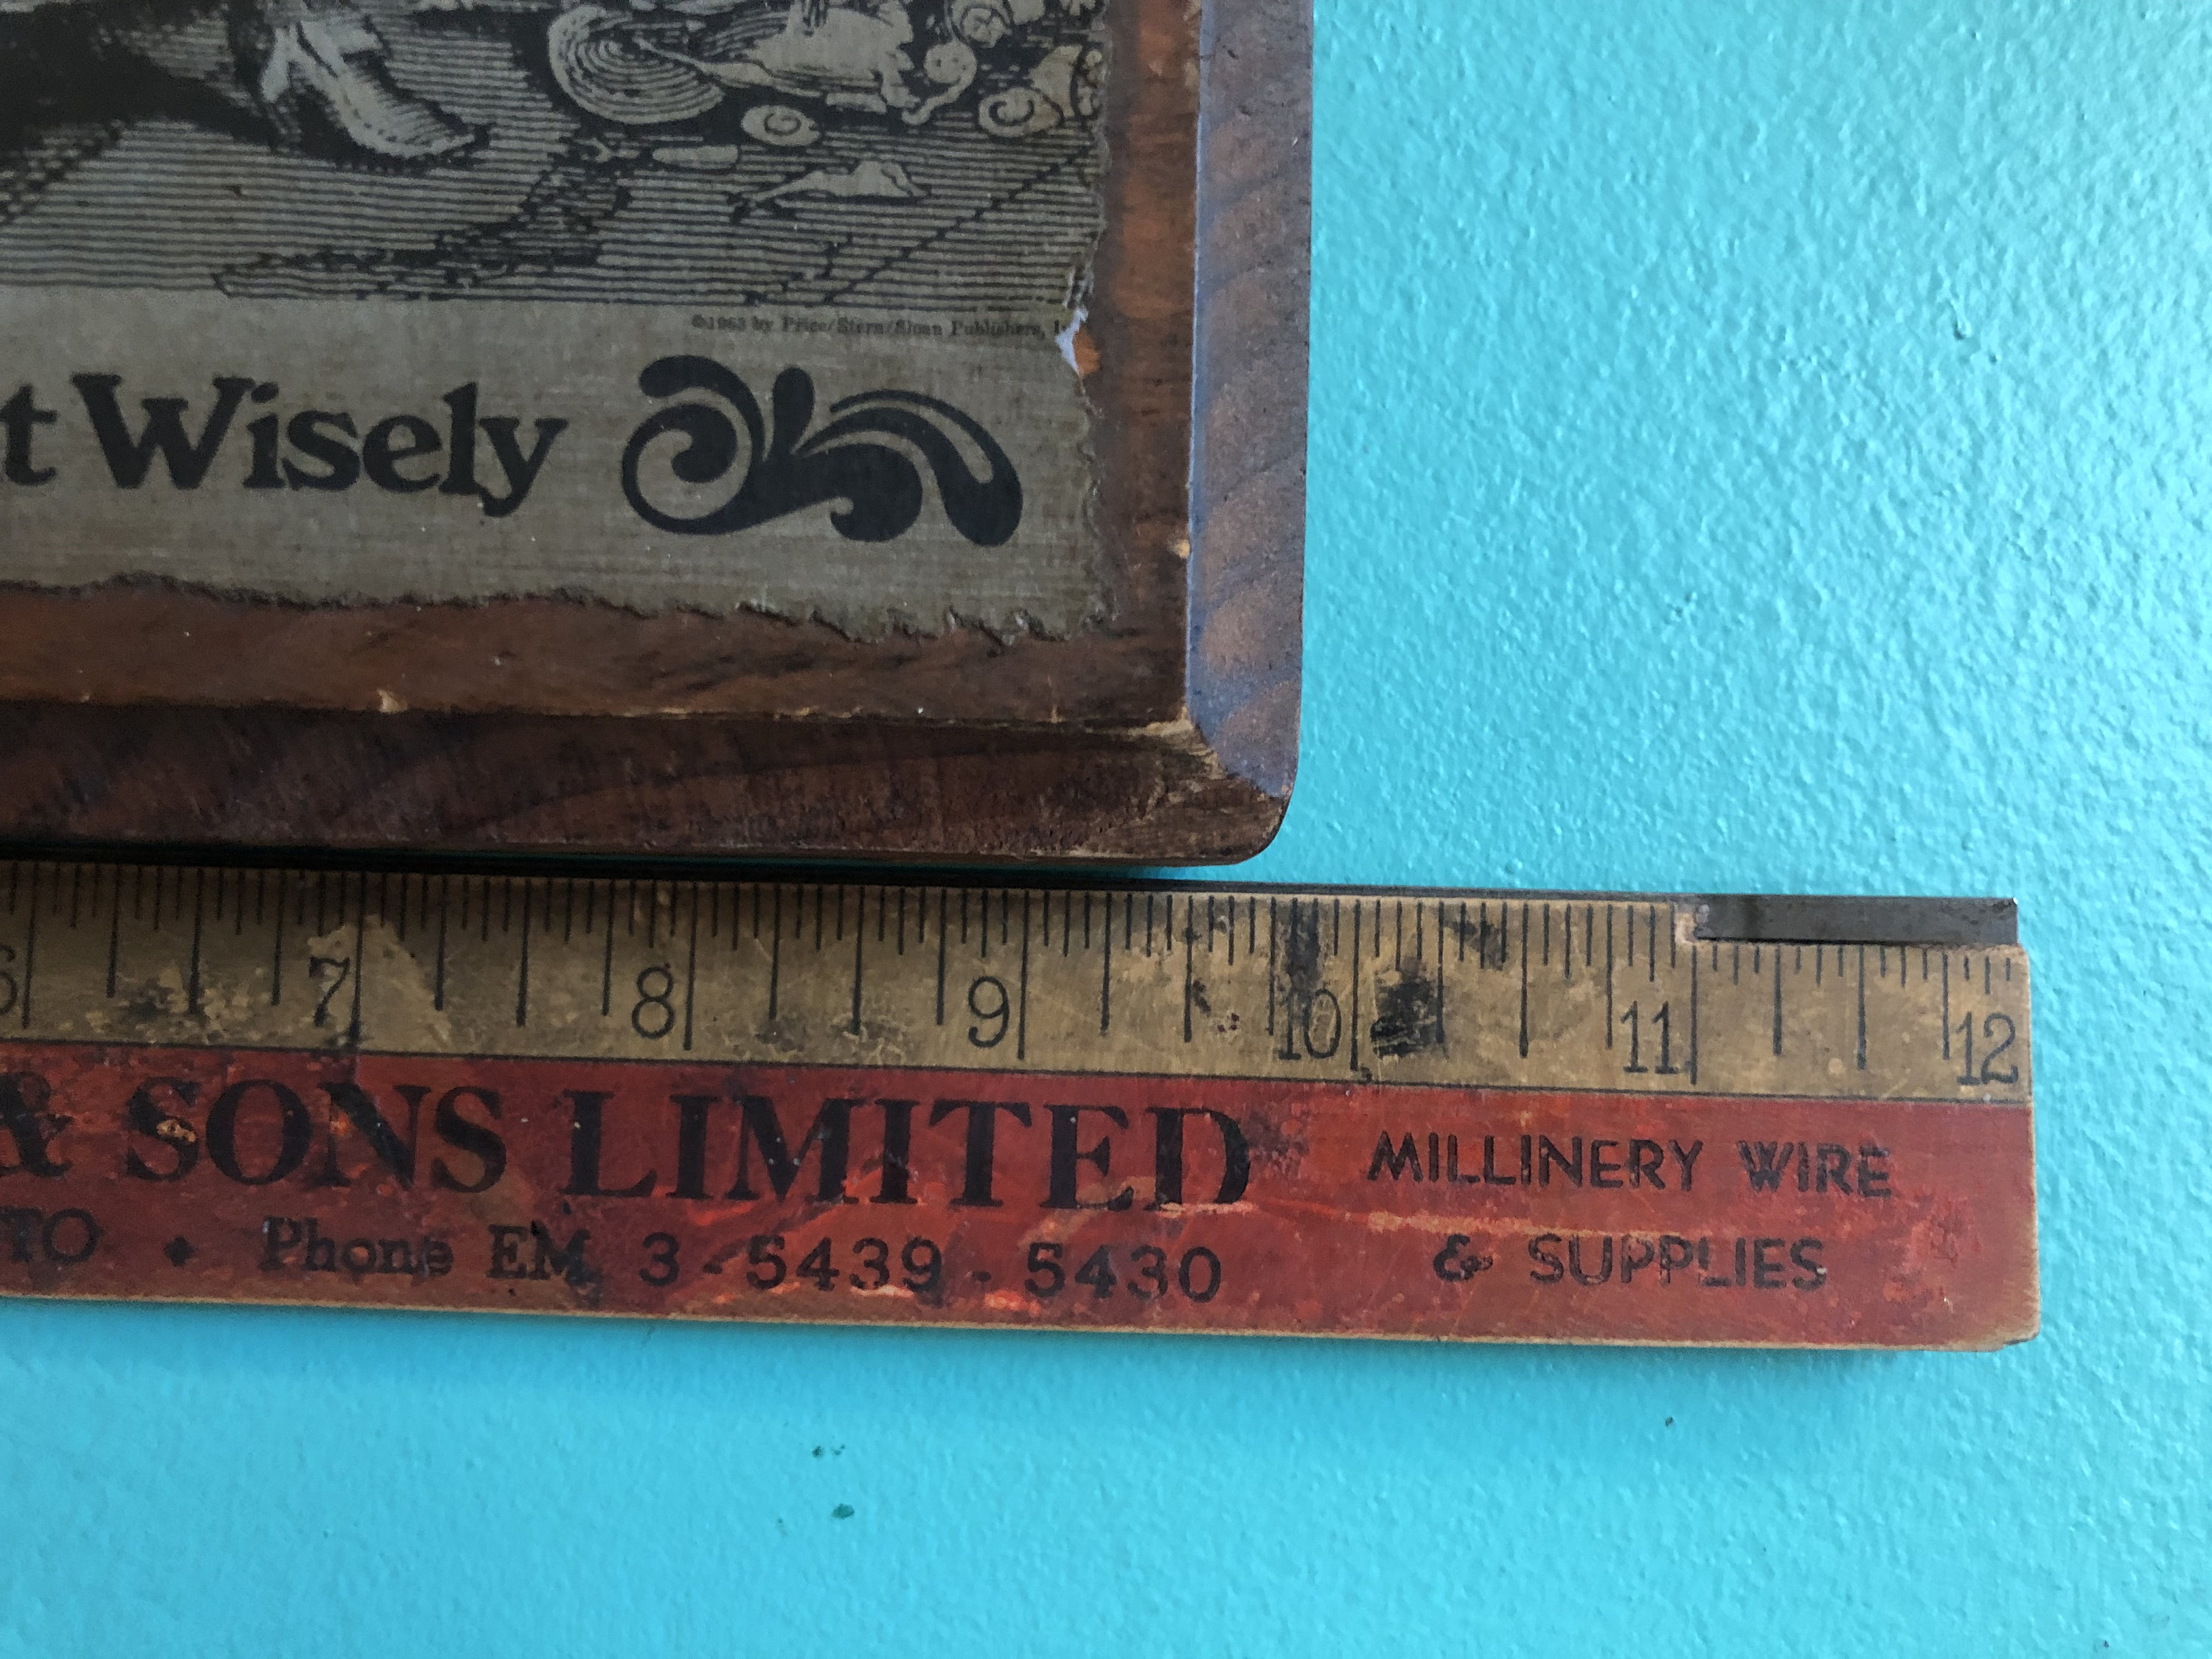 ©1965 by Price/Stern/Sloan Publishers,
t Wisely
6 7 8 9 10 11 12
& SONS LIMITED
TO • Phone EM 3-5439 - 5430
MILLINERY WIRE
& SUPPLIES